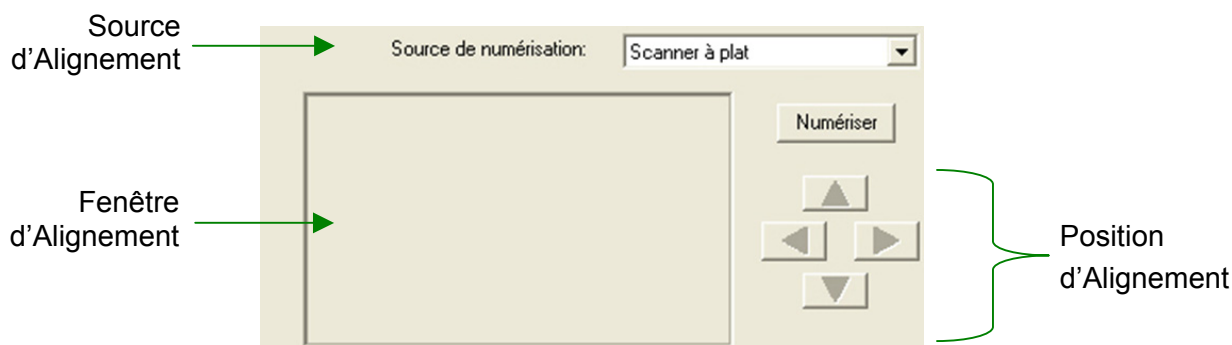 Source
d’Alignement
Source de numérisation:
Scanner à plat
Numériser
Fenêtre
d’Alignement
Position
d’Alignement